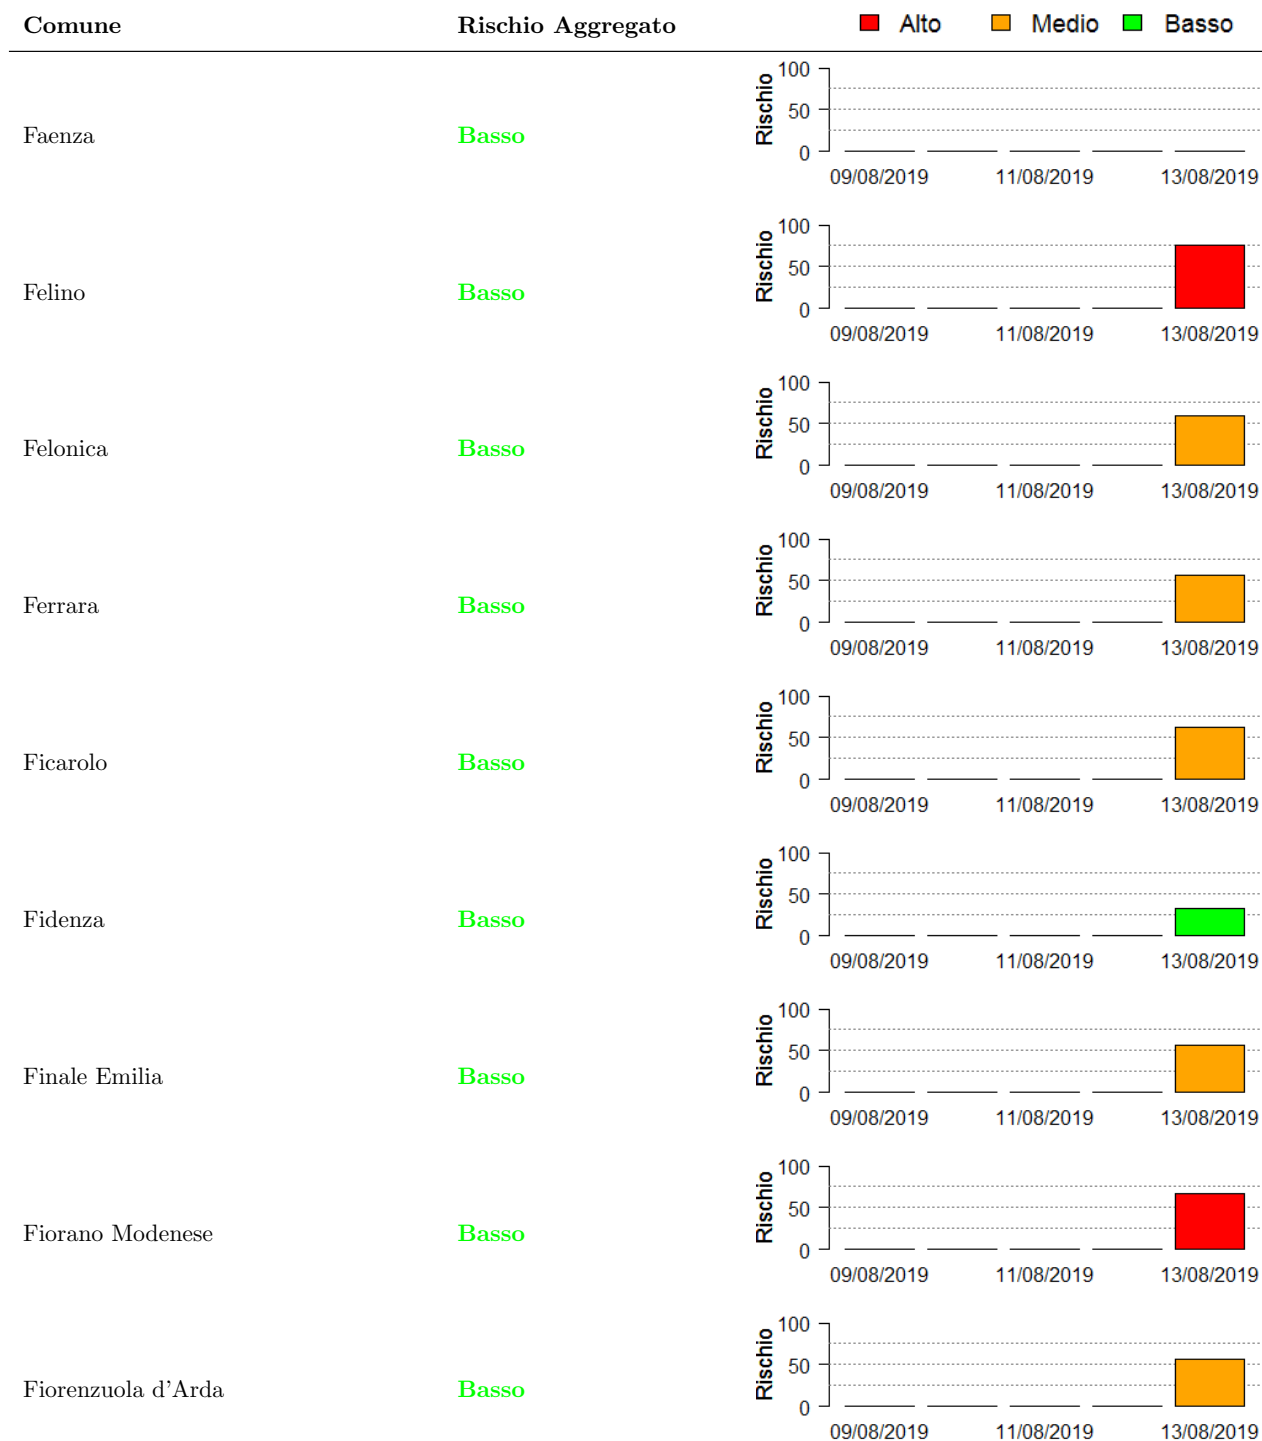 Comune Rischio Aggregato Alto Medio Basso
100
50
0
Rischio
Faenza Basso
09/08/2019 11/08/2019 13/08/2019
100
50
0
Rischio
Felino Basso
09/08/2019 11/08/2019 13/08/2019
100
50
0
Rischio
Felonica Basso
09/08/2019 11/08/2019 13/08/2019
100
50
0
Rischio
Ferrara Basso
09/08/2019 11/08/2019 13/08/2019
100
50
0
Rischio
Ficarolo Basso
09/08/2019 11/08/2019 13/08/2019
100
50
0
Rischio
Fidenza Basso
09/08/2019 11/08/2019 13/08/2019
100
50
0
Rischio
Finale Emilia Basso
09/08/2019 11/08/2019 13/08/2019
100
50
0
Rischio
Fiorano Modenese Basso
09/08/2019 11/08/2019 13/08/2019
100
50
0
Rischio
Fiorenzuola d'Arda Basso
09/08/2019 11/08/2019 13/08/2019